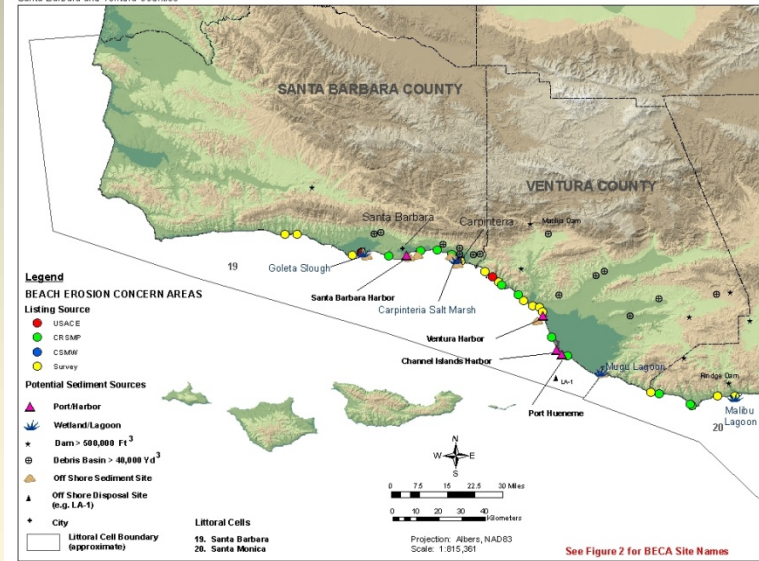 SANTA BARBARA COUNTY
VENTURA COUNTY
Santa Barbara
Carpinteria
Matilija Dam
19
Goleta Slough
Santa Barbara Harbor
Carpinteria Salt Marsh
Ventura Harbor
Channel Islands Harbor
Mugu Lagoon
Rindge Dam
LA-1
Port Hueneme
Malibu
Lagoon
20
Legend
BEACH EROSION CONCERN AREAS
Listing Source
USACE
CRSMP
CSMW
Survey
Potential Sediment Sources
Port/Harbor
Wetland/Lagoon
Dam > 500,000 Ft3
Debris Basin > 40,000 Yd3
Off Shore Sediment Site
Off Shore Disposal Site
(e.g. LA-1)
City
Littoral Cell Boundary
(approximate)
Littoral Cells
19. Santa Barbara
20. Santa Monica
N
W E
S
0 7.5 15 22.5 30 Miles
0 10 20 30 40
Kilometers
Projection: Albers, NAD83
Scale: 1:815,361
See Figure 2 for BECA Site Names